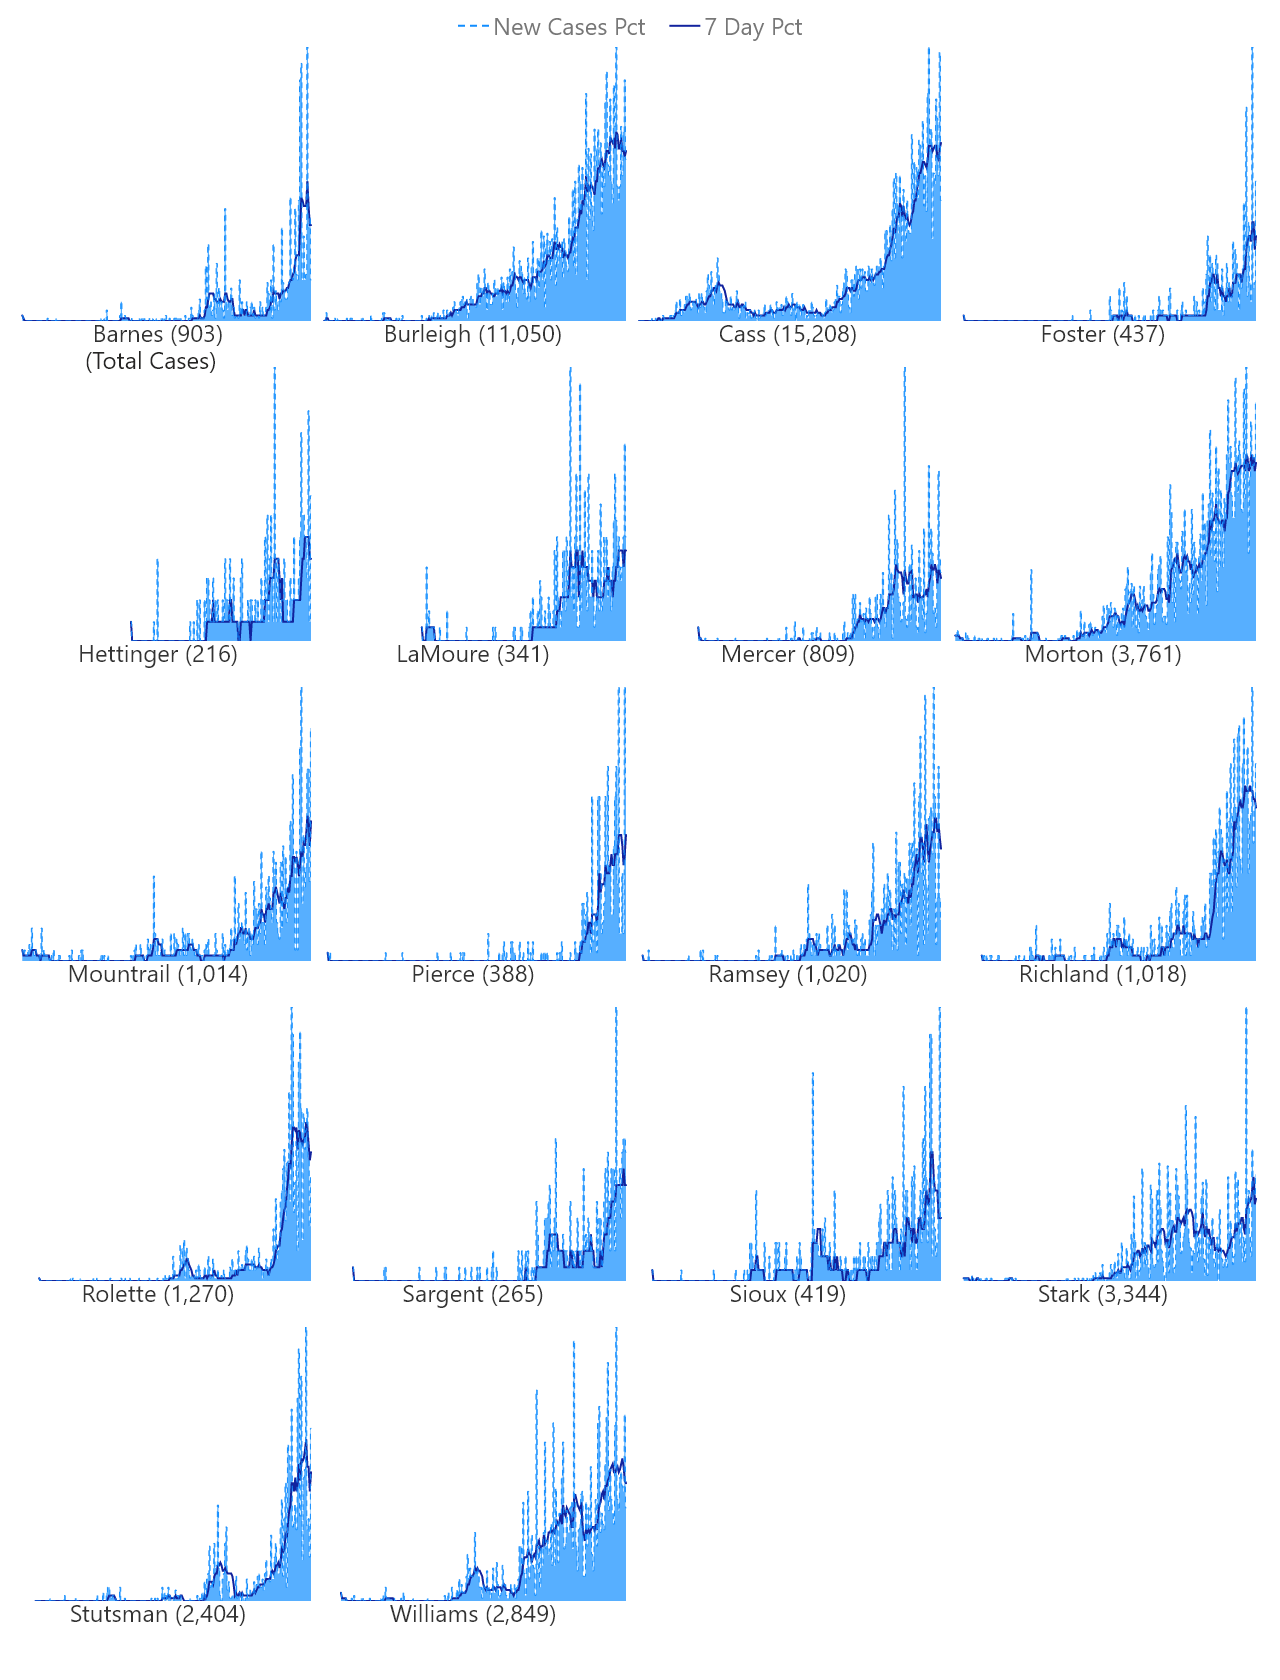 New Cases Pct 7 Day Pct
Barnes (903) Burleigh (11,050) Cass (15,208) Foster (437)
(Total Cases)
Hettinger (216) LaMoure (341) Mercer (809) Morton (3,761)
Mountrail (1,014) Pierce (388) Ramsey (1,020) Richland (1,018)
Rolette (1,270) Sargent (265) Sioux (419) Stark (3,344)
Stutsman (2,404) Williams (2,849)